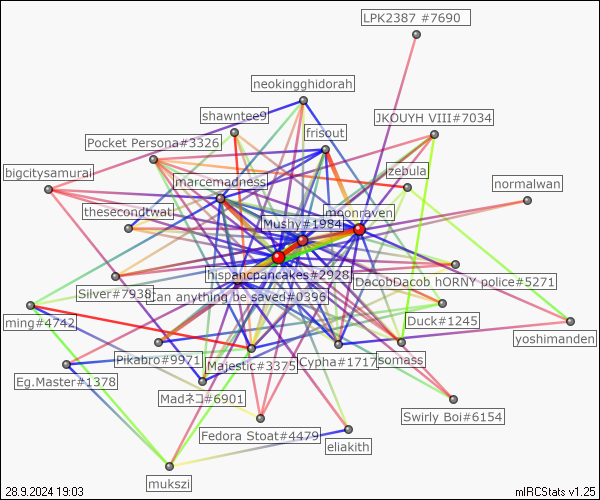 LPK2387 #7690
neokingghidorah
shawntee9
JKOUYH VIII#7034
frisout
Pocket Persona#3326
zebula
bigcitysamurai
marcemadness
normalwan
thesecondtwat
Mushy#1984
moonraven
hispancpancakes#2928
DacobDacob hORNY police#5271
Silver#7938
Can anything be saved#0396
ming#4742
Duck#1245
yoshimanden
Pikabro#9971
Majestic#3375
Cypha#1717
somass
Eg.Master#1378
Madネコ#6901
Swirly Boi#6154
Fedora Stoat#4479
eliakith
mukszi
28.9.2024 19:03
mIRCStats v1.25